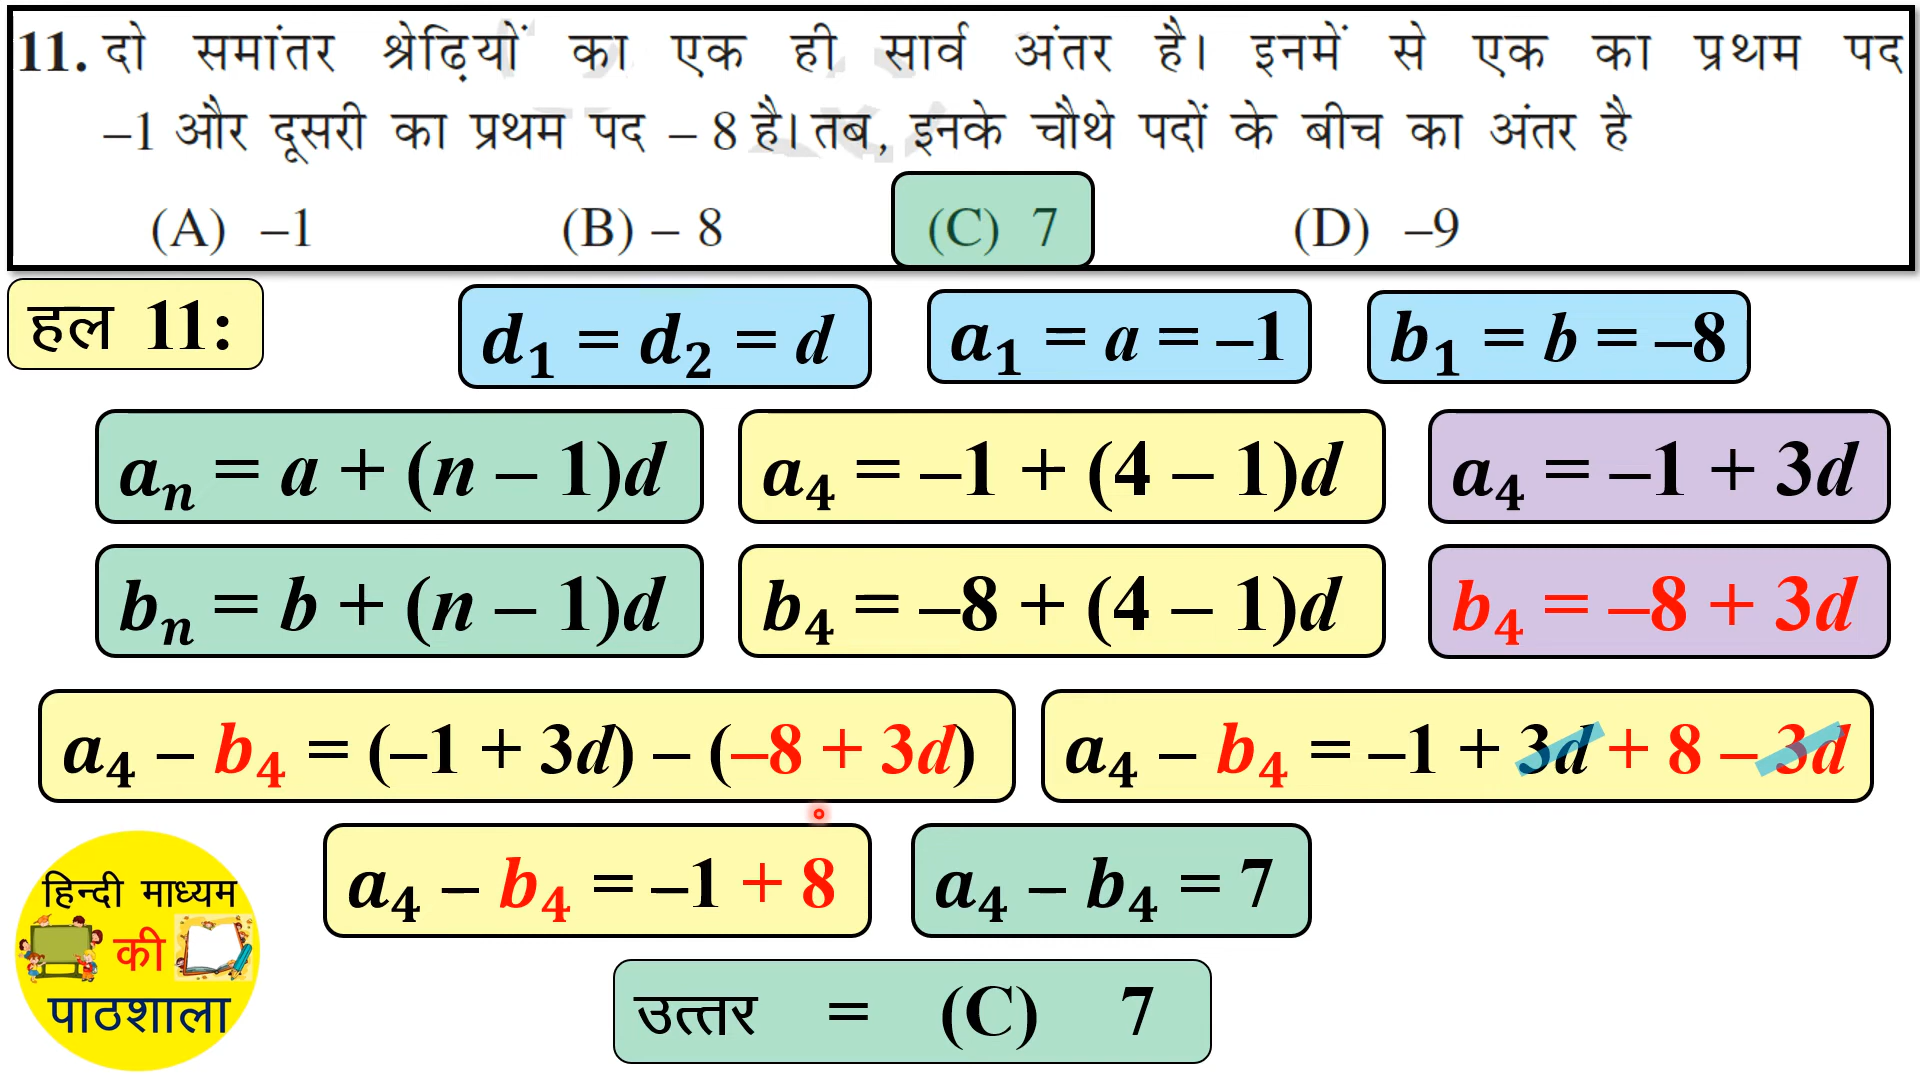 11. दो समांतर श्रेढ़ियों का एक ही सार्व अंतर है। इनमें से एक का प्रथम पद
–1 और दूसरी का प्रथम पद – 8 है। तब, इनके चौथे पदों के बीच का अंतर है
(A) –1 (B) – 8 (C) 7 (D) –9
हल 11:
d₁ = d₂ = d
a₁ = a = –1
b₁ = b = –8
aₙ = a + (n – 1)d
a₄ = –1 + (4 – 1)d
a₄ = –1 + 3d
bₙ = b + (n – 1)d
b₄ = –8 + (4 – 1)d
b₄ = –8 + 3d
a₄ – b₄ = (–1 + 3d) – (–8 + 3d)
a₄ – b₄ = –1 + 3d + 8 – 3d
a₄ – b₄ = –1 + 8
a₄ – b₄ = 7
हिन्दी माध्यम
की
पाठशाला
उत्तर = (C) 7